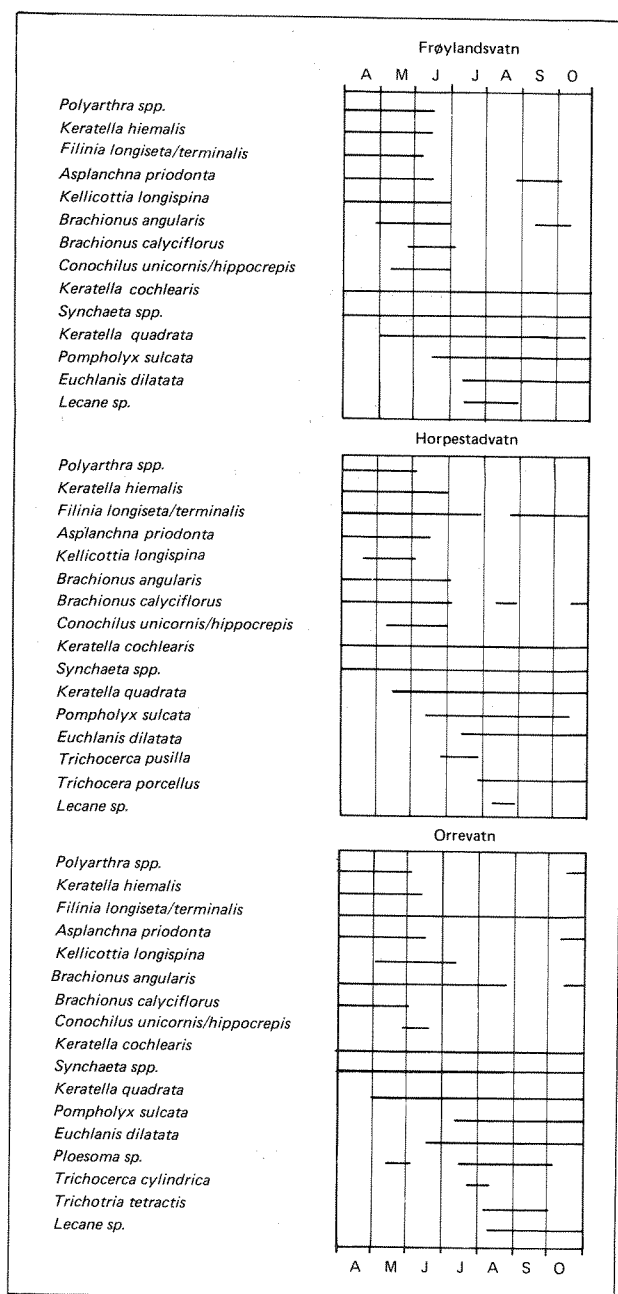 Frøylandsvatn
A M J J A S O
Polyarthra spp.
Keratella hiemalis
Filinia longiseta/terminalis
Asplanchna priodonta
Kellicottia longispina
Brachionus angularis
Brachionus calyciflorus
Conochilus unicornis/hippocrepis
Keratella cochlearis
Synchaeta spp.
Keratella quadrata
Pompholyx sulcata
Euchlanis dilatata
Lecane sp.
Horpestadvatn
Polyarthra spp.
Keratella hiemalis
Filinia longiseta/terminalis
Asplanchna priodonta
Kellicottia longispina
Brachionus angularis
Brachionus calyciflorus
Conochilus unicornis/hippocrepis
Keratella cochlearis
Synchaeta spp.
Keratella quadrata
Pompholyx sulcata
Euchlanis dilatata
Trichocerca pusilla
Trichocera porcellus
Lecane sp.
Orrevatn
Polyarthra spp.
Keratella hiemalis
Filinia longiseta/terminalis
Asplanchna priodonta
Kellicottia longispina
Brachionus angularis
Brachionus calyciflorus
Conochilus unicornis/hippocrepis
Keratella cochlearis
Synchaeta spp.
Keratella quadrata
Pompholyx sulcata
Euchlanis dilatata
Ploesoma sp.
Trichocerca cylindrica
Trichotria tetractis
Lecane sp.
A M J J A S O